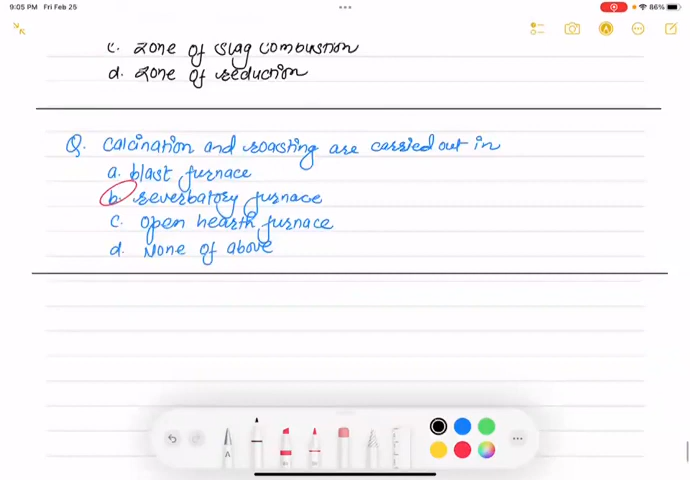 9:05 PM Fri Feb 25
86%
c. zone of slag combustion
d. zone of reduction
Q. calcination and roasting are carried out in
a. blast furnace
b. reverbatory furnace
c. open hearth furnace
d. None of above
A